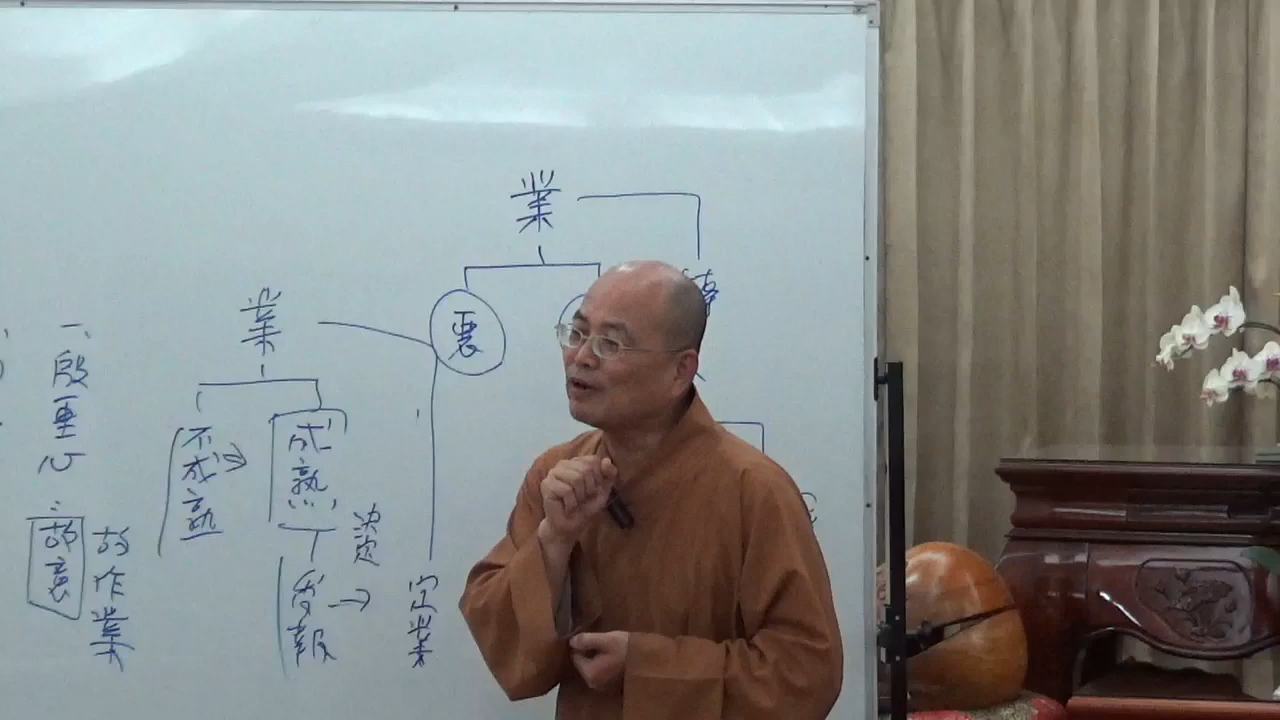 業
業
定業
決定
成熟
受報
不成熟
故作業
一、殷重心：故意